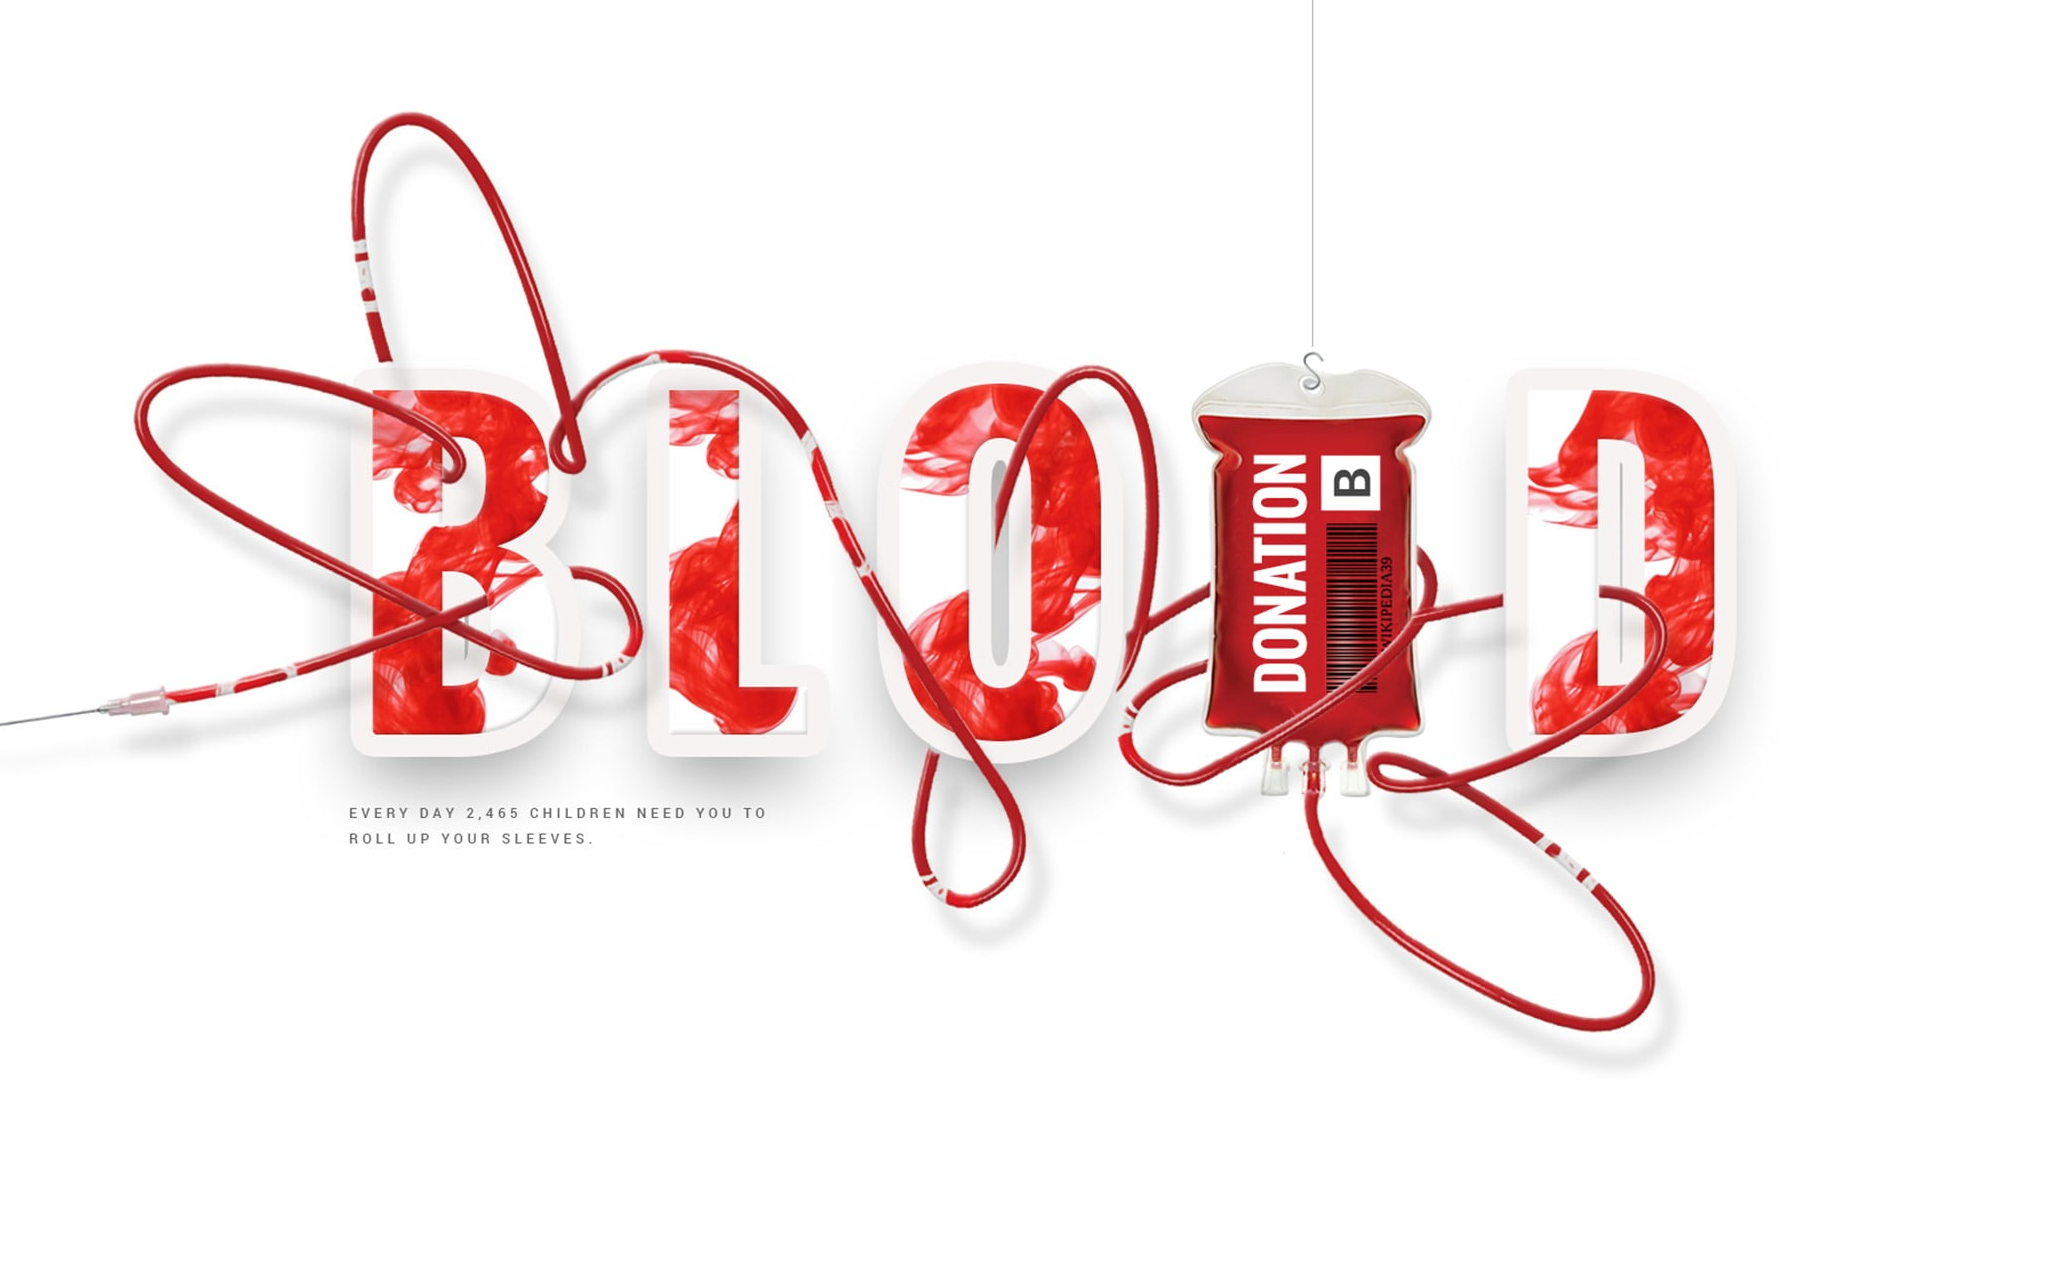 BLO D
DONATION
B
WIKIPEDIA39
EVERY DAY 2,465 CHILDREN NEED YOU TO
ROLL UP YOUR SLEEVES.